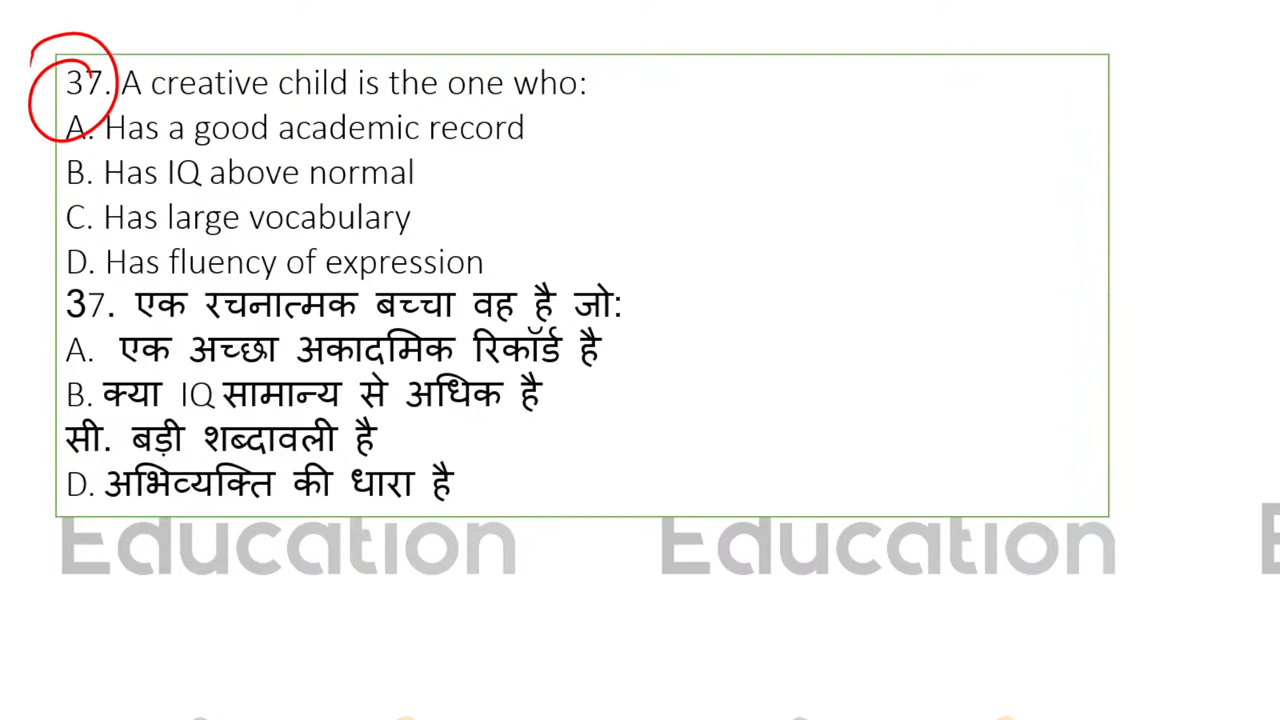 37. A creative child is the one who:
A. Has a good academic record
B. Has IQ above normal
C. Has large vocabulary
D. Has fluency of expression
37. एक रचनात्मक बच्चा वह है जो:
A. एक अच्छा अकादमिक रिकॉर्ड है
B. क्या IQ सामान्य से अधिक है
सी. बड़ी शब्दावली है
D. अभिव्यक्ति की धारा है
Education Education E